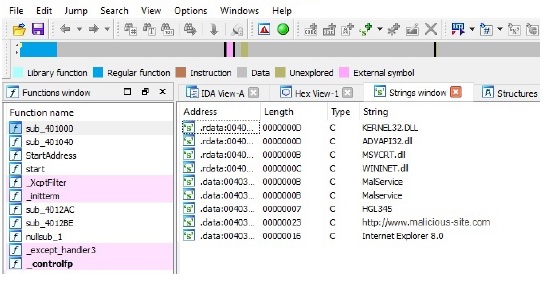 File Edit Jump Search View Options Windows Help
Library function Regular function Instruction Data Unexplored External symbol
Functions window
IDA View-A Hex View-1 Strings window Structures
Function name
sub_401000
sub_401040
StartAddress
start
_XcptFilter
_initterm
sub_4012AC
sub_4012BE
nullsub_1
_except_handler3
_controlfp
Address Length Type String
.rdata:0040... 0000000D C KERNEL32.DLL
.rdata:0040... 0000000D C ADVAPI32.dll
.rdata:0040... 0000000B C MSVCRT.dll
.rdata:0040... 0000000C C WININET.dll
.data:00403... 0000000B C MalService
.data:00403... 0000000B C Malservice
.data:00403... 00000007 C HGL345
.data:00403... 00000023 C http://www.malicious-site.com
.data:00403... 00000016 C Internet Explorer 8.0